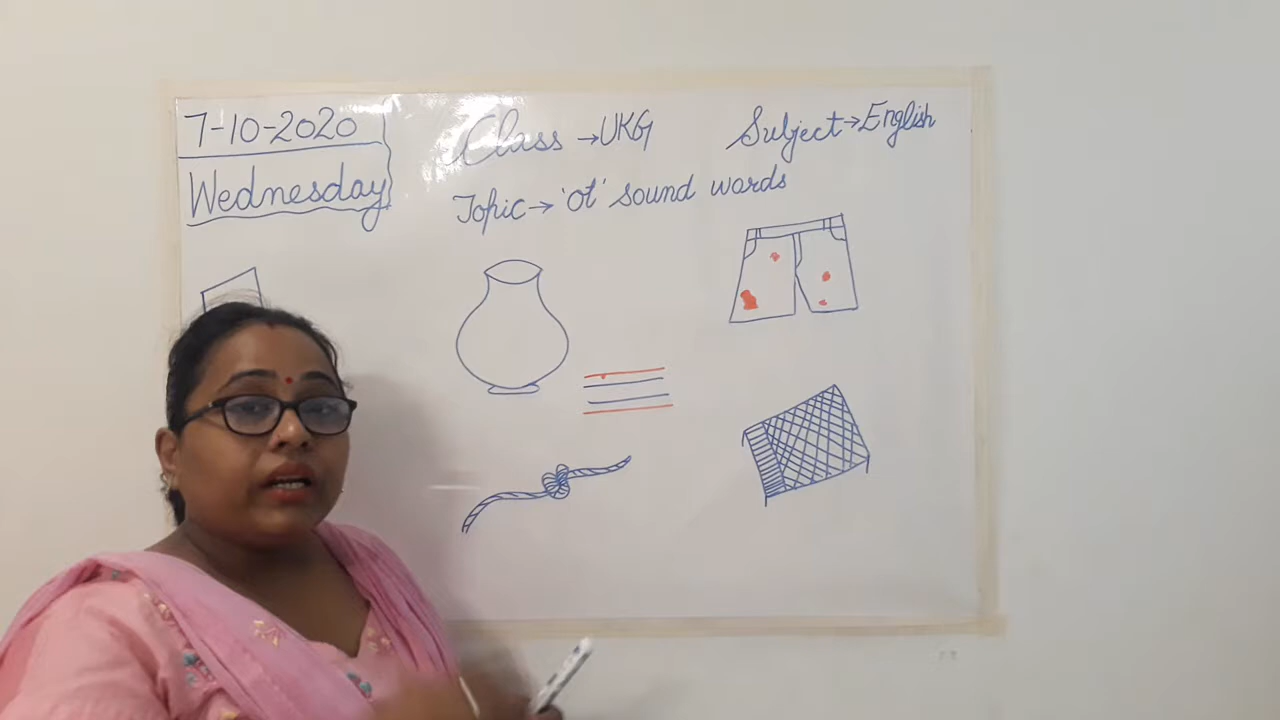 7-10-2020
Wednesday
Class → UKG
Subject → English
Topic → 'ot' sound words